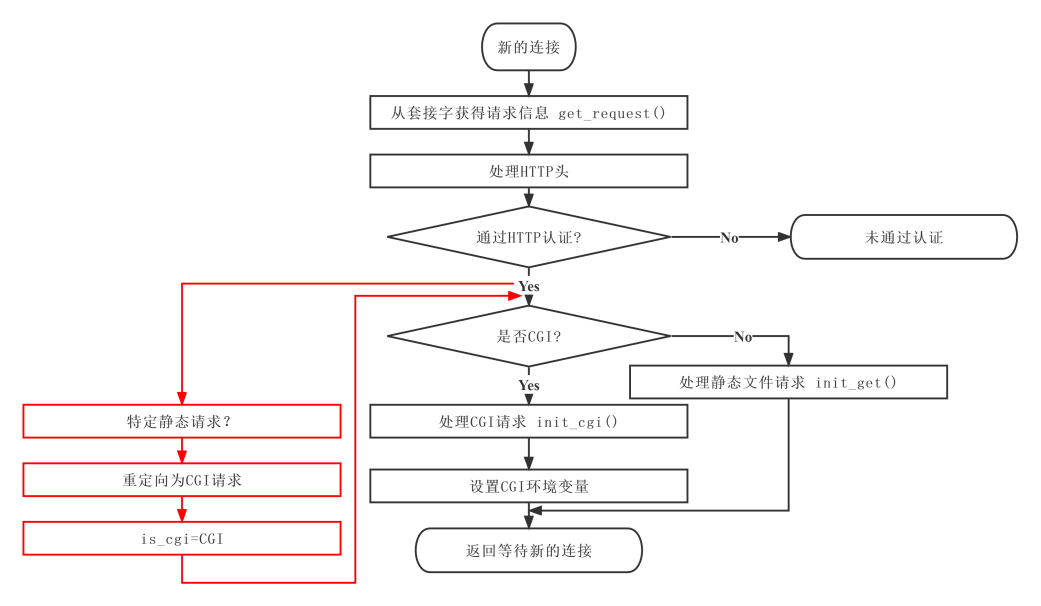 新的连接
从套接字获得请求信息 get_request()
处理HTTP头
通过HTTP认证?
No
未通过认证
Yes
是否CGI?
No
处理静态文件请求 init_get()
Yes
特定静态请求？
处理CGI请求 init_cgi()
重定向为CGI请求
设置CGI环境变量
is_cgi=CGI
返回等待新的连接